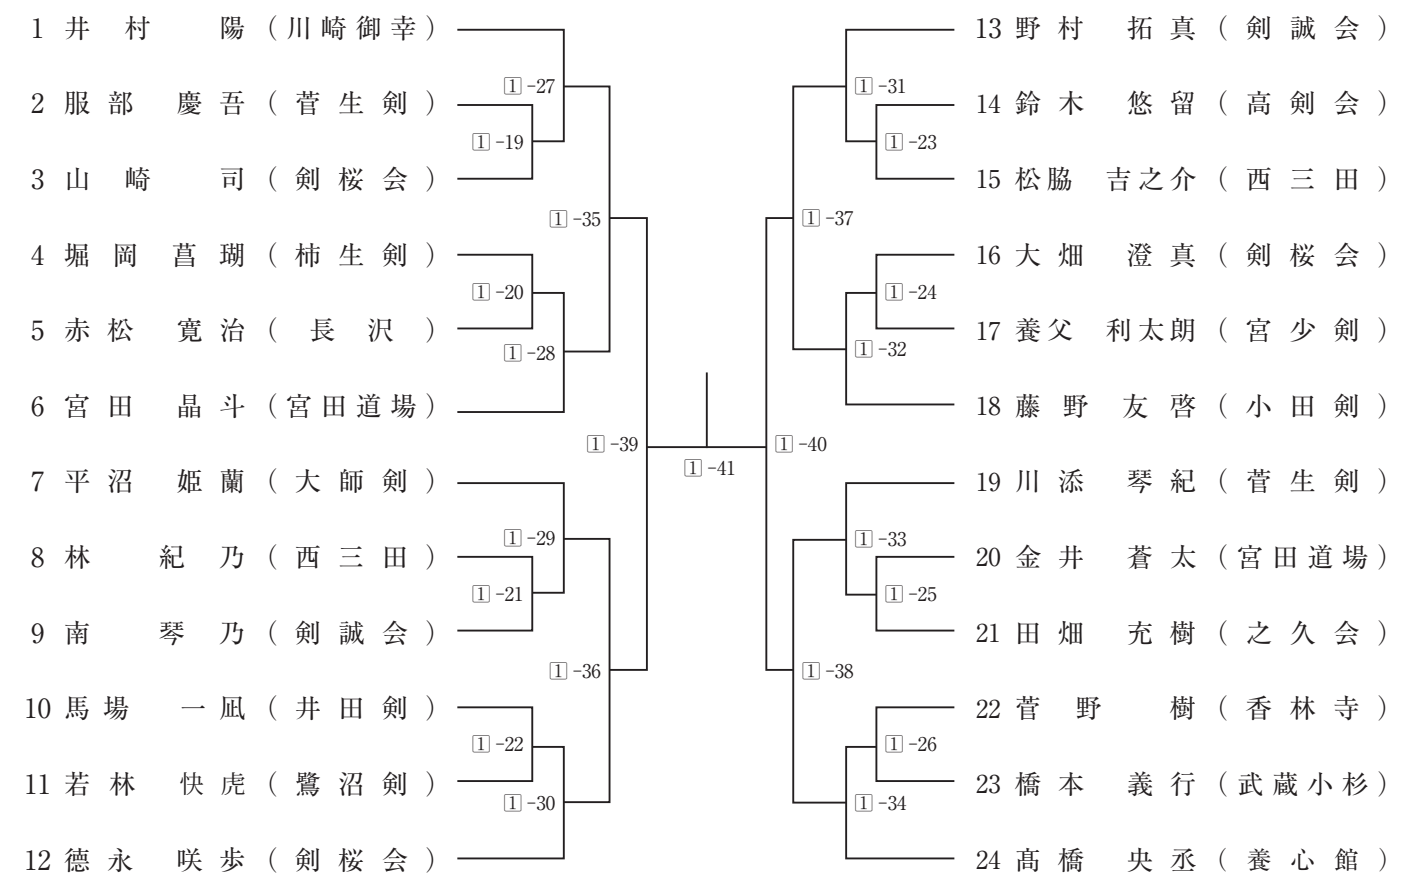 1 井村 陽（川崎御幸）
1 -27
2 服部 慶吾（菅生剣）
1 -19
3 山崎 司（剣桜会）
1 -35
4 堀岡 菖瑚（柿生剣）
1 -20
5 赤松 寛治（長沢）
1 -28
6 宮田 晶斗（宮田道場）
1 -39
7 平沼 姫蘭（大師剣）
1 -29
8 林 紀乃（西三田）
1 -21
9 南 琴乃（剣誠会）
1 -36
10 馬場 一凪（井田剣）
1 -22
11 若林 快虎（鷺沼剣）
1 -30
12 德永 咲歩（剣桜会）
1 -41
13 野村 拓真（剣誠会）
1 -31
14 鈴木 悠留（高剣会）
1 -23
15 松脇 吉之介（西三田）
1 -37
16 大畑 澄真（剣桜会）
1 -24
17 養父 利太朗（宮少剣）
1 -32
18 藤野 友啓（小田剣）
1 -40
19 川添 琴紀（菅生剣）
1 -33
20 金井 蒼太（宮田道場）
1 -25
21 田畑 充樹（之久会）
1 -38
22 菅野 樹（香林寺）
1 -26
23 橋本 義行（武蔵小杉）
1 -34
24 髙橋 央丞（養心館）